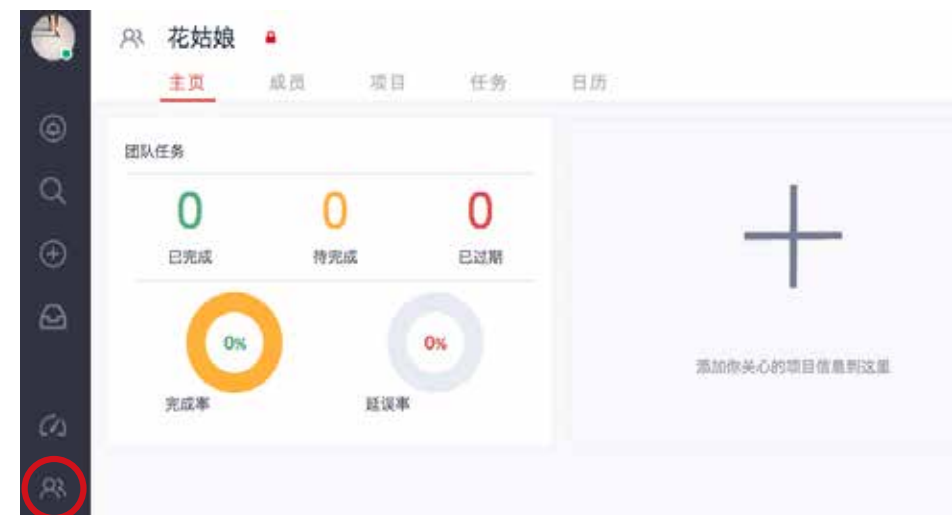 花姑娘
主页 成员 项目 任务 日历
团队任务
0 0 0
已完成 待完成 已过期
0% 0%
完成率 延误率
添加你关心的项目信息到这里